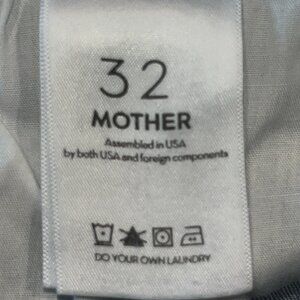 32
MOTHER
Assembled in USA
by both USA and foreign components
DO YOUR OWN LAUNDRY